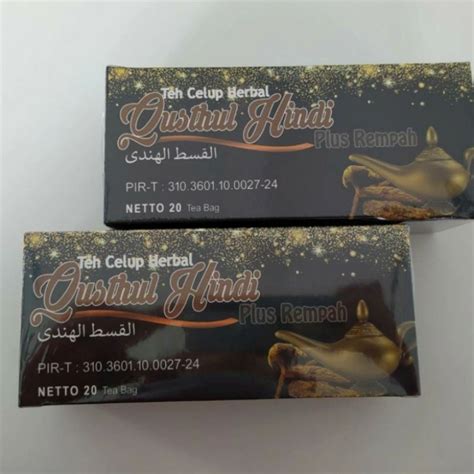 Teh Celup Herbal
Qusthul Hindi
Plus Rempah
القسط الهندى
PIR-T : 310.3601.10.0027-24
NETTO 20 Tea Bag
Teh Celup Herbal
Qusthul Hindi
Plus Rempah
القسط الهندى
PIR-T : 310.3601.10.0027-24
NETTO 20 Tea Bag